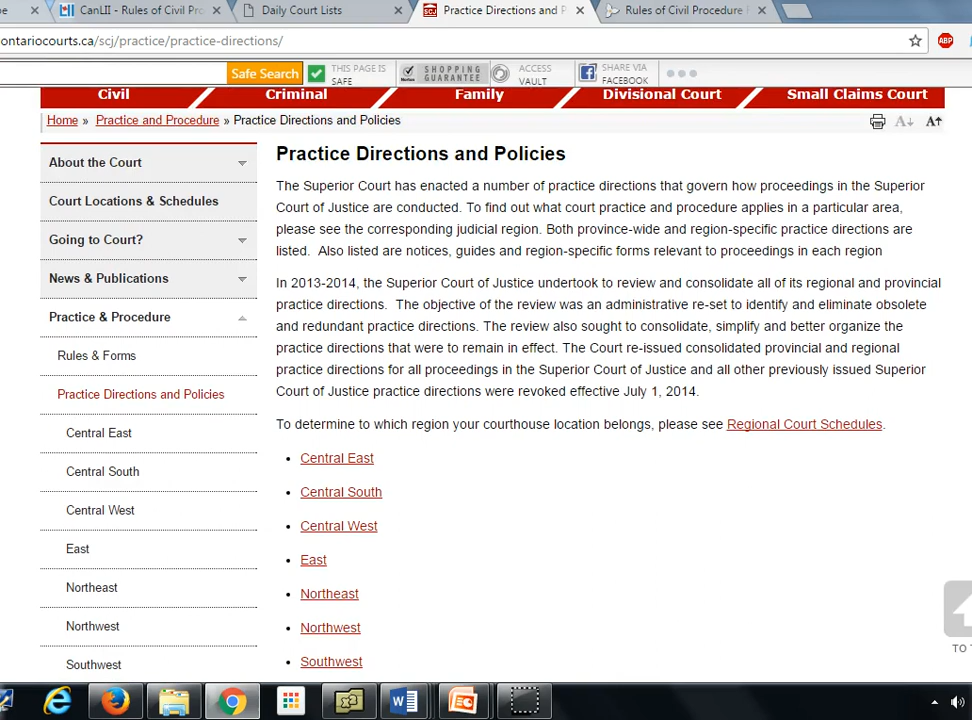 CanLII - Rules of Civil Pro
Daily Court Lists
Practice Directions and P
Rules of Civil Procedure
ontariocourts.ca/scj/practice/practice-directions/
ABP
Safe Search
THIS PAGE IS
SAFE
SHOPPING
GUARANTEE
ACCESS
VAULT
SHARE VIA
FACEBOOK
Civil
Criminal
Family
Divisional Court
Small Claims Court
Home » Practice and Procedure » Practice Directions and Policies
A A
About the Court
Court Locations & Schedules
Going to Court?
News & Publications
Practice & Procedure
Rules & Forms
Practice Directions and Policies
Central East
Central South
Central West
East
Northeast
Northwest
Southwest
Practice Directions and Policies
The Superior Court has enacted a number of practice directions that govern how proceedings in the Superior
Court of Justice are conducted. To find out what court practice and procedure applies in a particular area,
please see the corresponding judicial region. Both province-wide and region-specific practice directions are
listed. Also listed are notices, guides and region-specific forms relevant to proceedings in each region
In 2013-2014, the Superior Court of Justice undertook to review and consolidate all of its regional and provincial
practice directions. The objective of the review was an administrative re-set to identify and eliminate obsolete
and redundant practice directions. The review also sought to consolidate, simplify and better organize the
practice directions that were to remain in effect. The Court re-issued consolidated provincial and regional
practice directions for all proceedings in the Superior Court of Justice and all other previously issued Superior
Court of Justice practice directions were revoked effective July 1, 2014.
To determine to which region your courthouse location belongs, please see Regional Court Schedules.
• Central East
• Central South
• Central West
• East
• Northeast
• Northwest
• Southwest